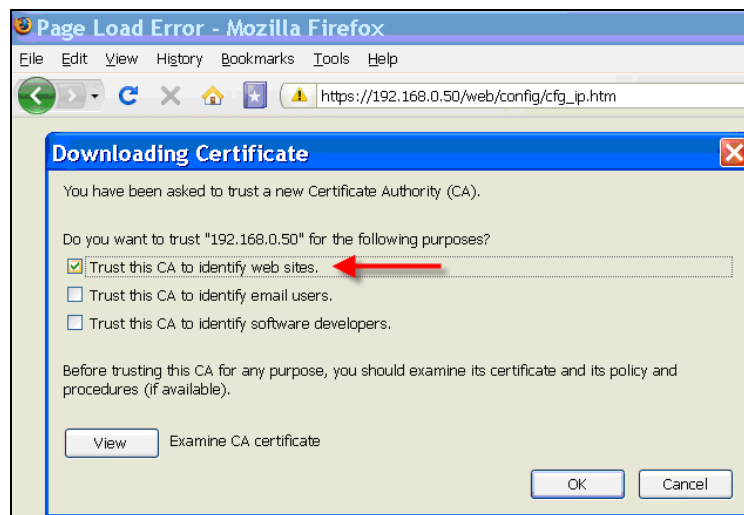 Page Load Error - Mozilla Firefox
File Edit View History Bookmarks Tools Help
https://192.168.0.50/web/config/cfg_ip.htm
Downloading Certificate
You have been asked to trust a new Certificate Authority (CA).
Do you want to trust "192.168.0.50" for the following purposes?
Trust this CA to identify web sites.
Trust this CA to identify email users.
Trust this CA to identify software developers.
Before trusting this CA for any purpose, you should examine its certificate and its policy and
procedures (if available).
View Examine CA certificate
OK Cancel